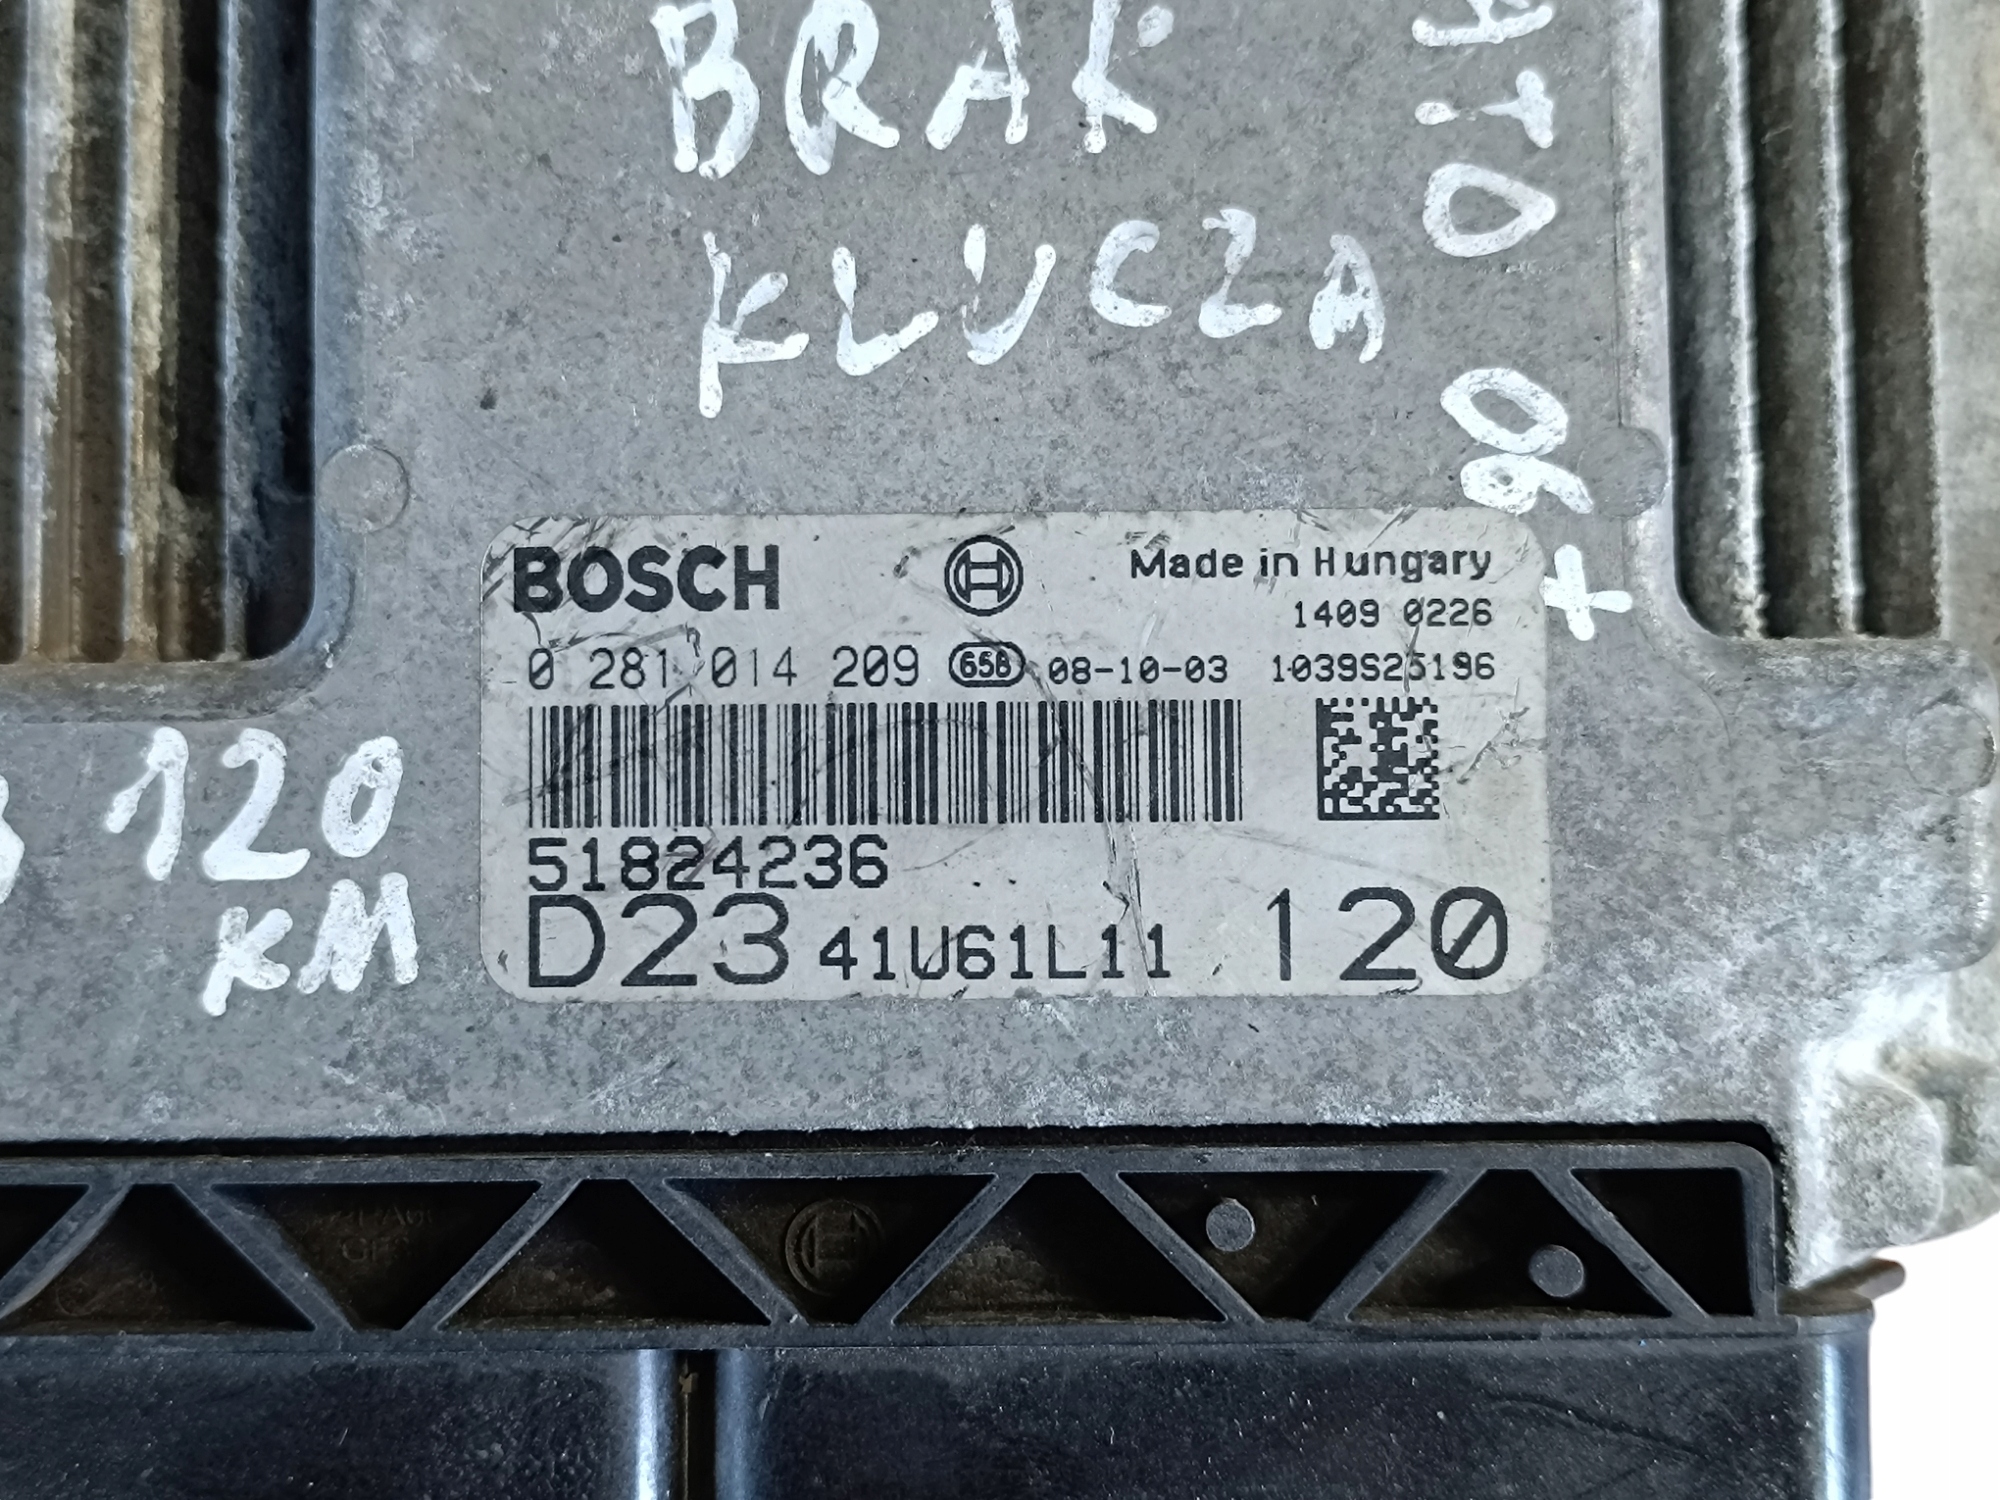 BRAK
KLUCZA
BOSCH
Made in Hungary
1409 0226
0 281 014 209 658 08-10-03 1039S25196
51824236
D23 41U61L11 120
120
KM
+90